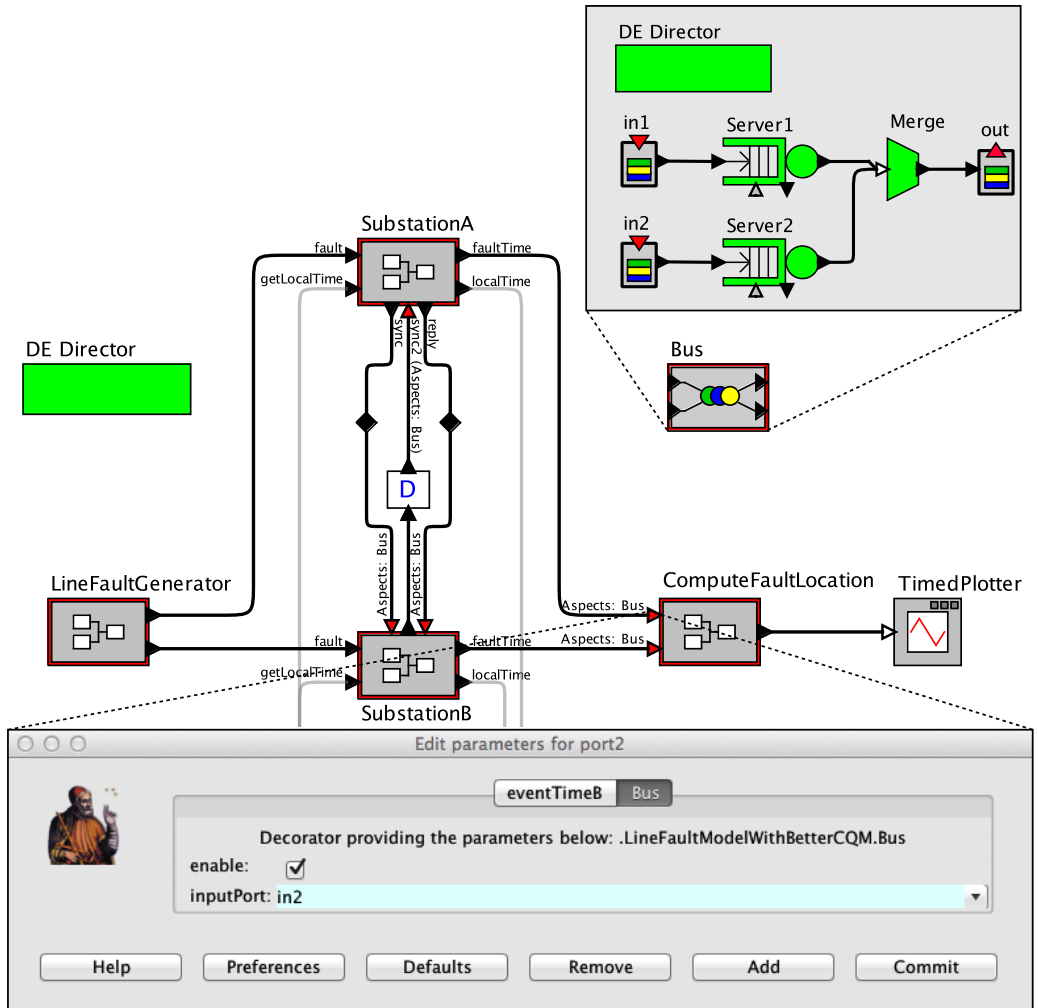 DE Director
in1
Server1
Merge
out
in2
Server2
SubstationA
fault
faultTime
getLocalTime
localTime
sync
sync2 (Aspects: Bus)
reply
DE Director
Bus
D
Aspects: Bus
Aspects: Bus
LineFaultGenerator
ComputeFaultLocation
TimedPlotter
Aspects: Bus
fault
faultTime
Aspects: Bus
getLocalTime
localTime
SubstationB
Edit parameters for port2
eventTimeB
Bus
Decorator providing the parameters below: .LineFaultModelWithBetterCQM.Bus
enable:
inputPort: in2
Help
Preferences
Defaults
Remove
Add
Commit